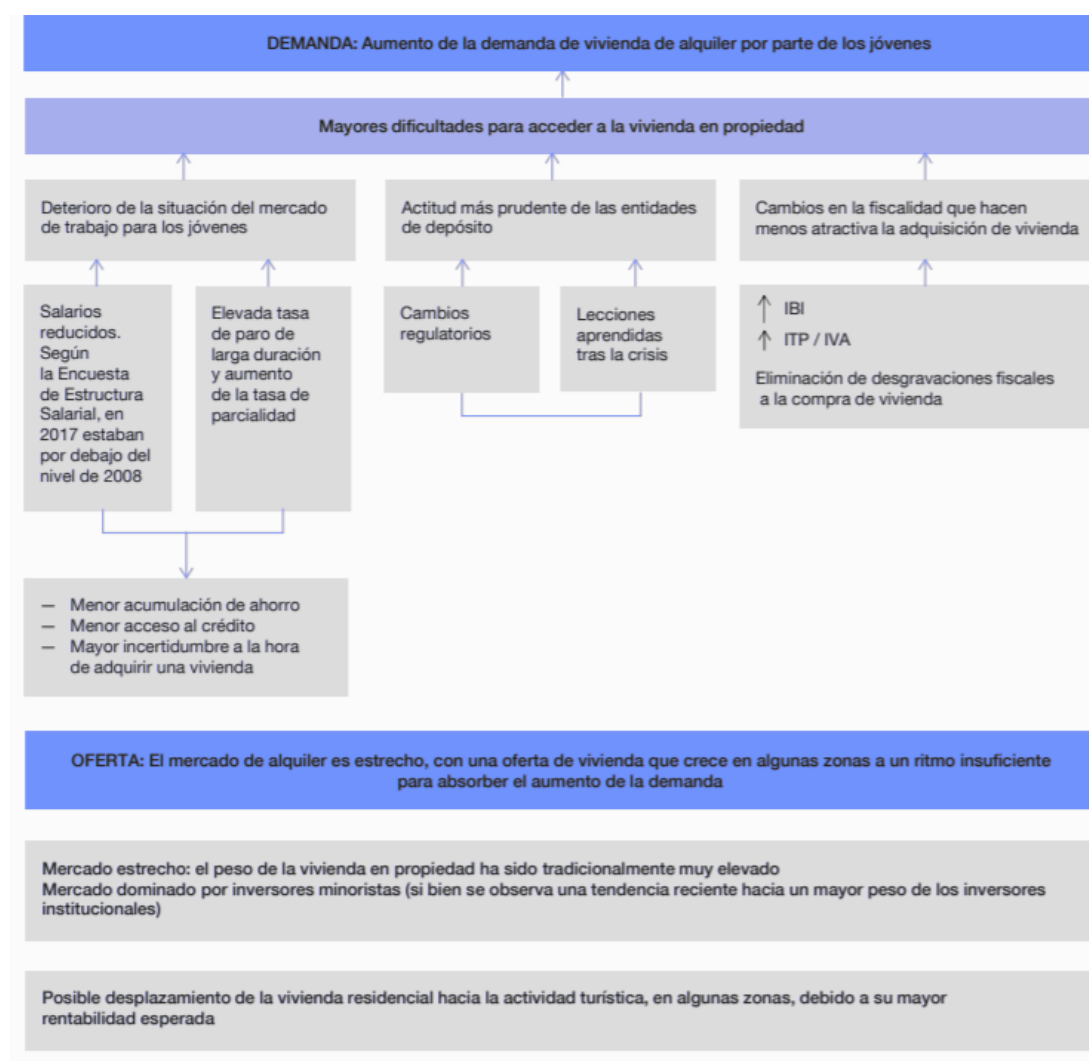 DEMANDA: Aumento de la demanda de vivienda de alquiler por parte de los jóvenes
Mayores dificultades para acceder a la vivienda en propiedad
Deterioro de la situación del mercado
de trabajo para los jóvenes
Actitud más prudente de las entidades
de depósito
Cambios en la fiscalidad que hacen
menos atractiva la adquisición de vivienda
Salarios
reducidos.
Según
la Encuesta
de Estructura
Salarial, en
2017 estaban
por debajo del
nivel de 2008
Elevada tasa
de paro de
larga duración
y aumento
de la tasa de
parcialidad
Cambios
regulatorios
Lecciones
aprendidas
tras la crisis
↑ IBI
↑ ITP / IVA
Eliminación de desgravaciones fiscales
a la compra de vivienda
— Menor acumulación de ahorro
— Menor acceso al crédito
— Mayor incertidumbre a la hora
de adquirir una vivienda
OFERTA: El mercado de alquiler es estrecho, con una oferta de vivienda que crece en algunas zonas a un ritmo insuficiente
para absorber el aumento de la demanda
Mercado estrecho: el peso de la vivienda en propiedad ha sido tradicionalmente muy elevado
Mercado dominado por inversores minoristas (si bien se observa una tendencia reciente hacia un mayor peso de los inversores
institucionales)
Posible desplazamiento de la vivienda residencial hacia la actividad turística, en algunas zonas, debido a su mayor
rentabilidad esperada